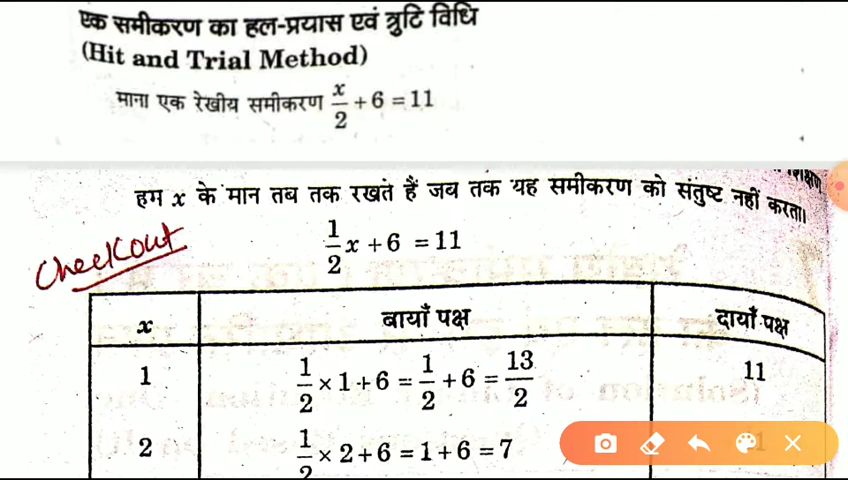 एक समीकरण का हल-प्रयास एवं त्रुटि विधि
(Hit and Trial Method)
माना एक रेखीय समीकरण x/2 + 6 = 11
हम x के मान तब तक रखते हैं जब तक यह समीकरण को संतुष्ट नहीं करता।
Checkout
1/2 x + 6 = 11
x बायाँ पक्ष दायाँ पक्ष
1 1/2 × 1 + 6 = 1/2 + 6 = 13/2 11
2 1/2 × 2 + 6 = 1 + 6 = 7